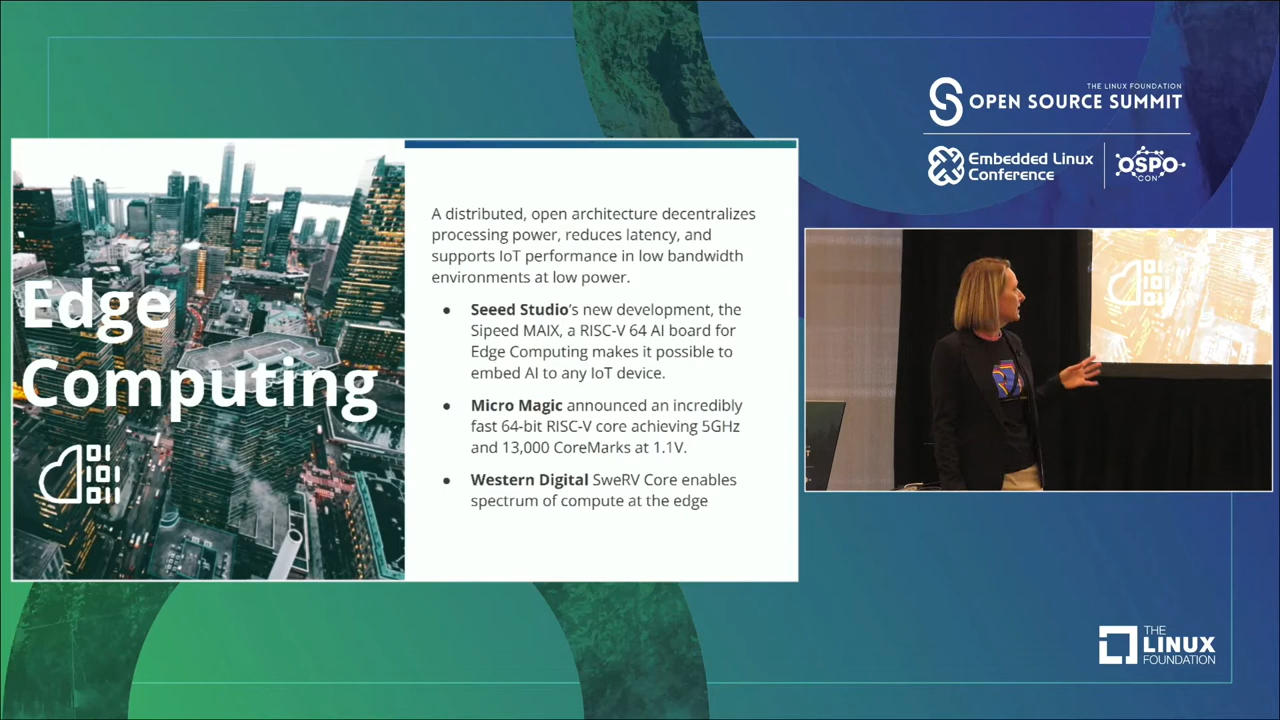 THE LINUX FOUNDATION
OPEN SOURCE SUMMIT
Embedded Linux
Conference
OSPO
CON
Edge
Computing
A distributed, open architecture decentralizes
processing power, reduces latency, and
supports IoT performance in low bandwidth
environments at low power.
● Seeed Studio's new development, the
Sipeed MAIX, a RISC-V 64 AI board for
Edge Computing makes it possible to
embed AI to any IoT device.
● Micro Magic announced an incredibly
fast 64-bit RISC-V core achieving 5GHz
and 13,000 CoreMarks at 1.1V.
● Western Digital SweRV Core enables
spectrum of compute at the edge
THE
LINUX
FOUNDATION